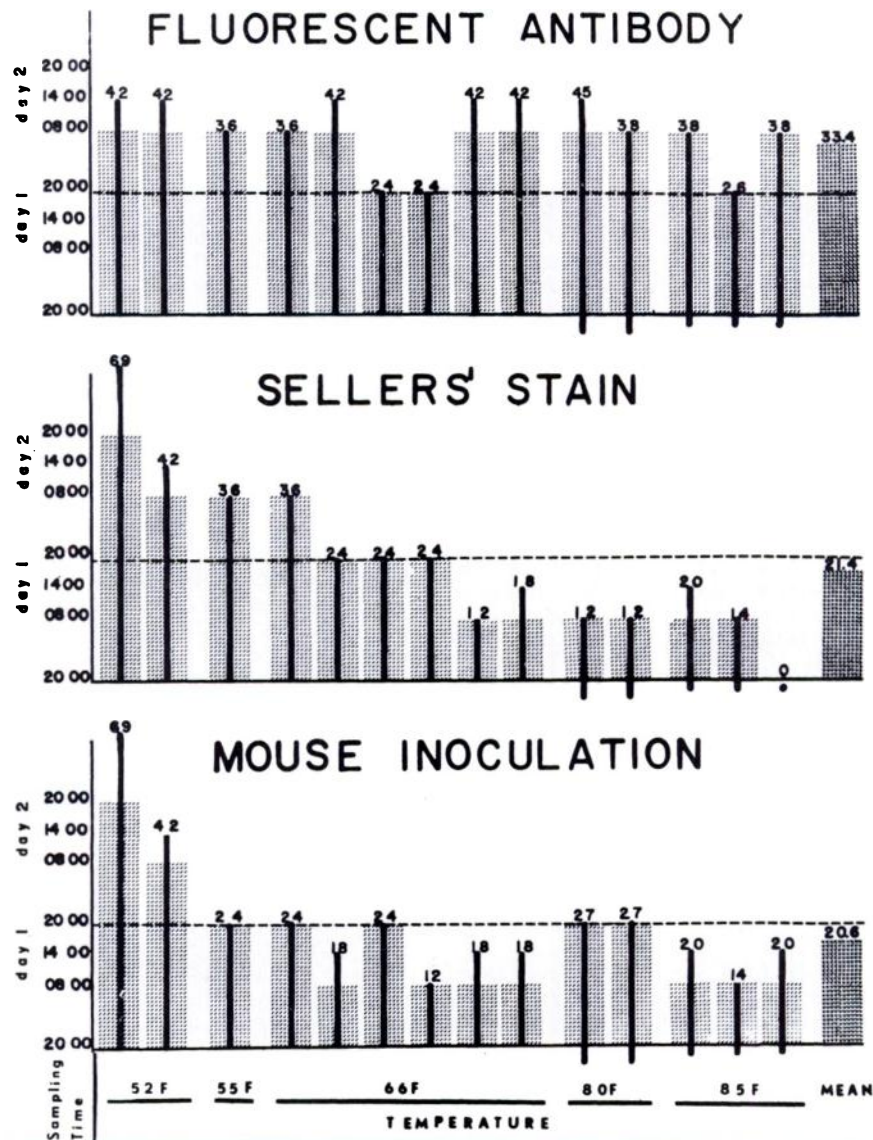 FLUORESCENT ANTIBODY
day 2
20 00
14 00
08 00
day 1
20 00
14 00
08 00
20 00
42 42 36 36 42 24 24 42 42 45 38 38 26 38 33.4
SELLERS' STAIN
day 2
20 00
14 00
08 00
day 1
20 00
14 00
08 00
20 00
69 42 36 36 24 24 24 12 18 12 12 20 14 0 21.4
MOUSE INOCULATION
day 2
20 00
14 00
08 00
day 1
20 00
14 00
08 00
20 00
69 42 24 24 18 24 12 18 18 27 27 20 14 20 20.6
Sampling
Time
52F 55F 66F 80F 85F MEAN
TEMPERATURE